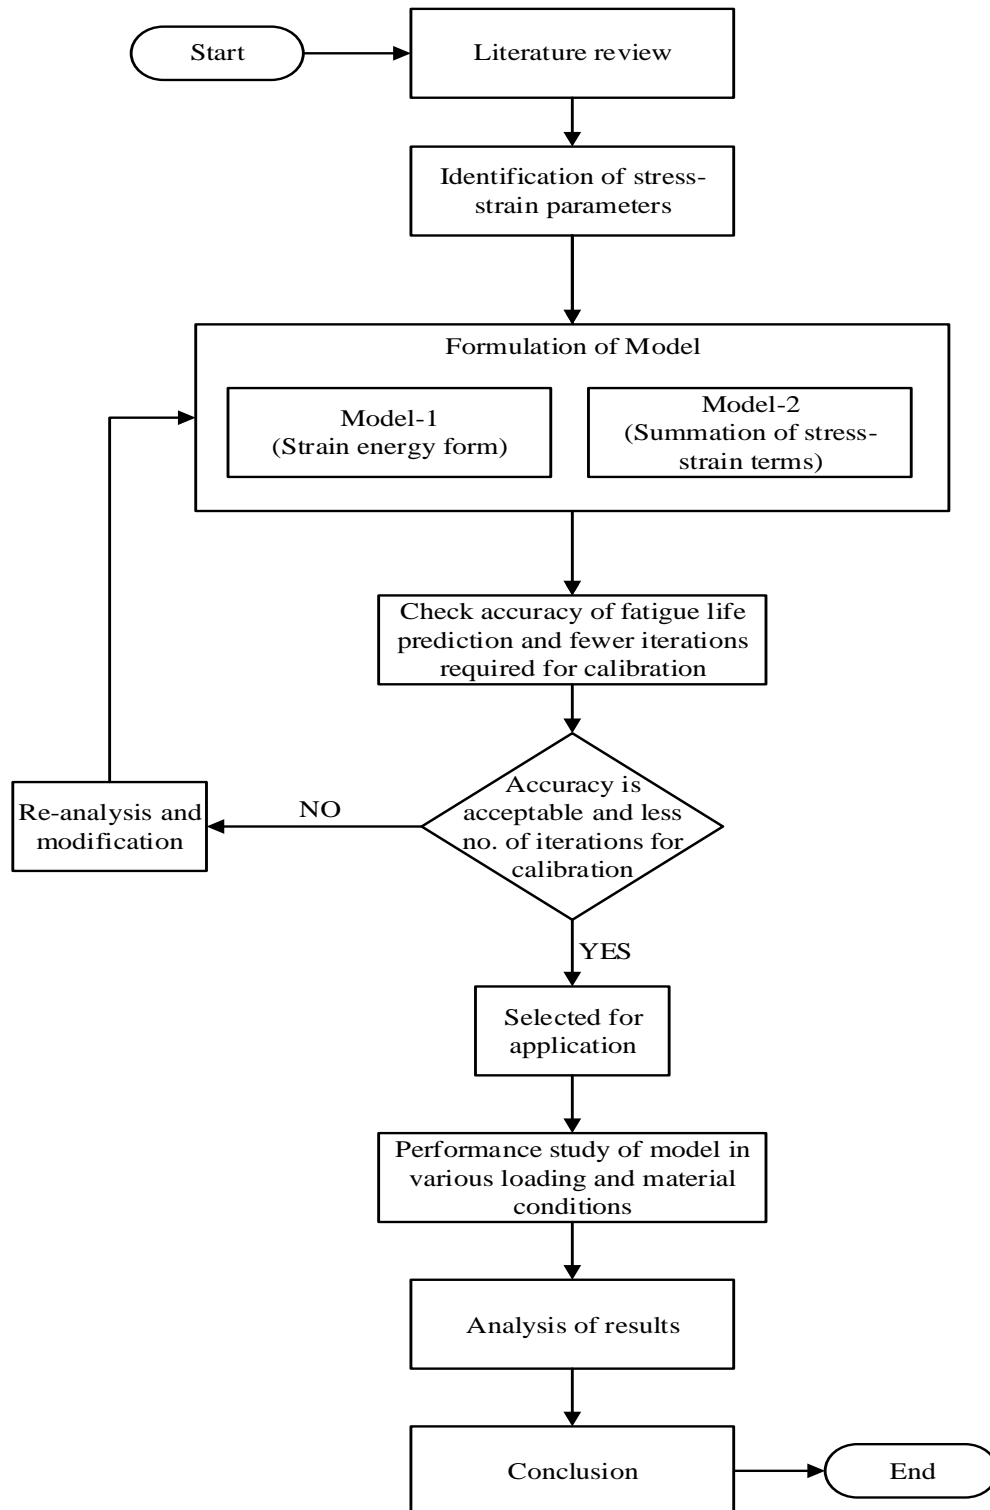 Start
Literature review
Identification of stress-
strain parameters
Formulation of Model
Model-1
(Strain energy form)
Model-2
(Summation of stress-
strain terms)
Check accuracy of fatigue life
prediction and fewer iterations
required for calibration
Accuracy is
acceptable and less
no. of iterations for
calibration
NO
Re-analysis and
modification
YES
Selected for
application
Performance study of model in
various loading and material
conditions
Analysis of results
Conclusion
End